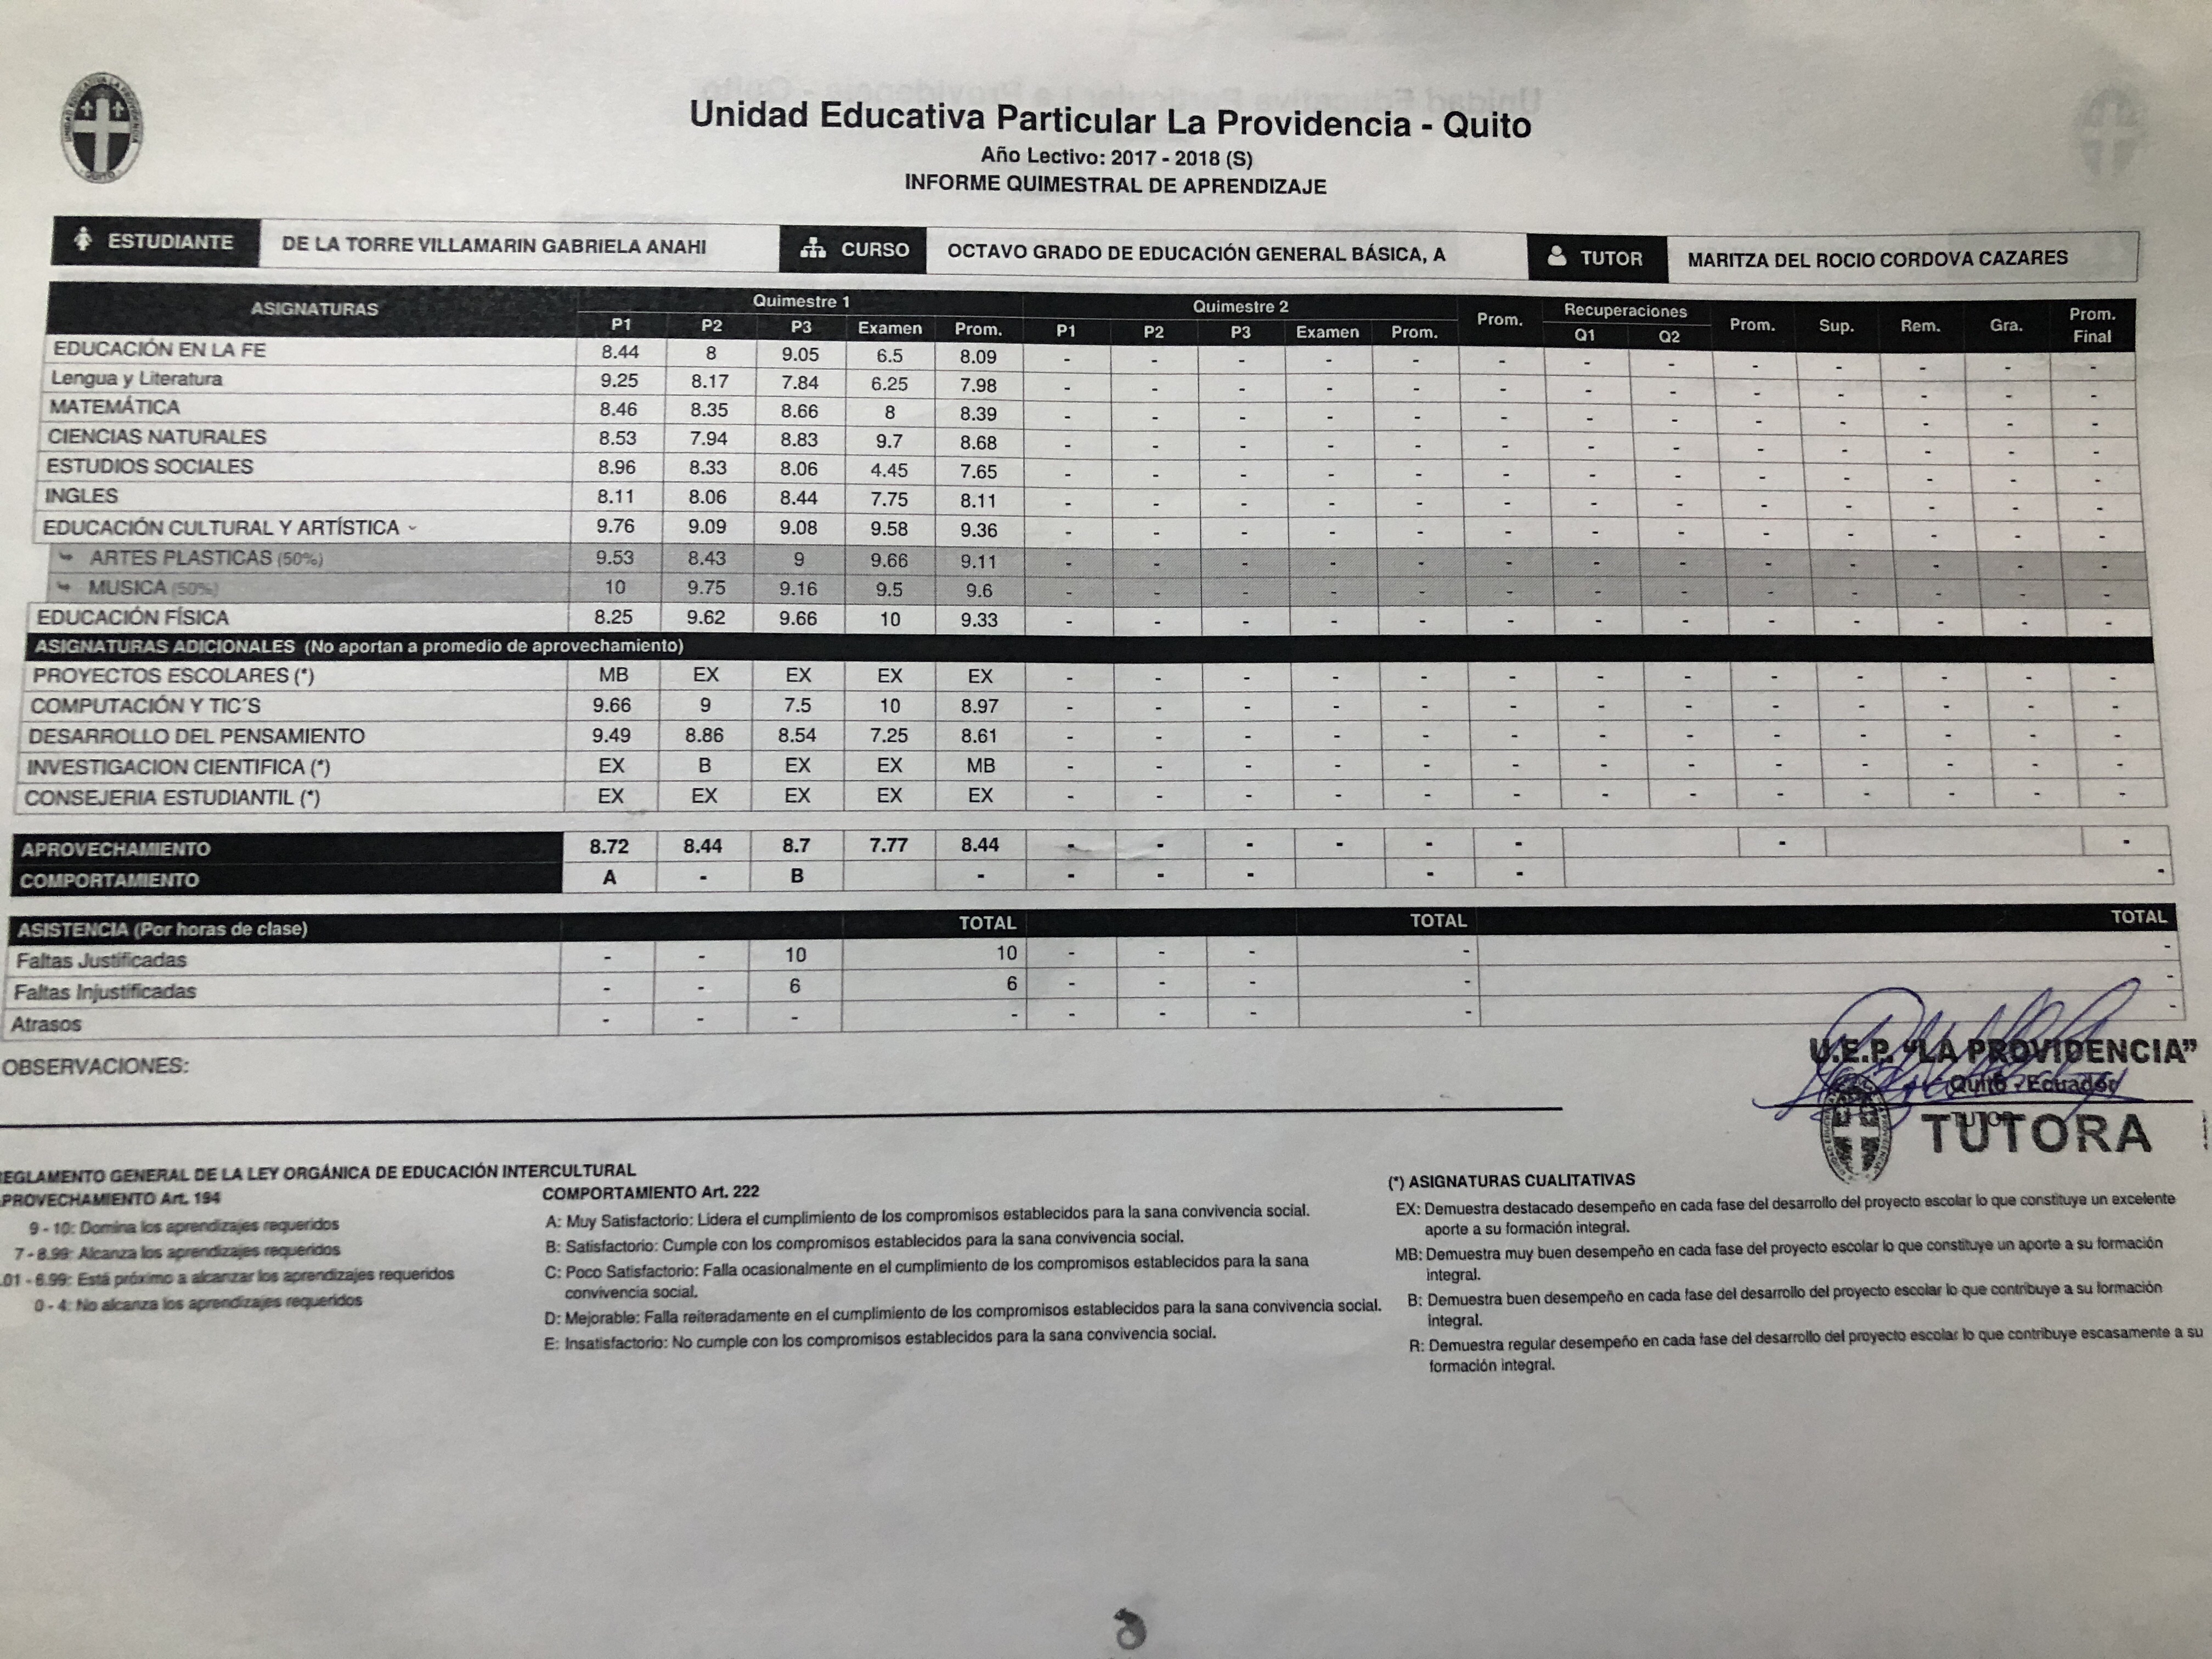 Unidad Educativa Particular La Providencia - Quito
Año Lectivo: 2017 - 2018 (S)
INFORME QUIMESTRAL DE APRENDIZAJE
ESTUDIANTE DE LA TORRE VILLAMARIN GABRIELA ANAHI CURSO OCTAVO GRADO DE EDUCACIÓN GENERAL BÁSICA, A TUTOR MARITZA DEL ROCIO CORDOVA CAZARES
ASIGNATURAS Quimestre 1 Quimestre 2 Prom. Recuperaciones Prom. Sup. Rem. Gra. Prom. Final
P1 P2 P3 Examen Prom. P1 P2 P3 Examen Prom. Q1 Q2
EDUCACIÓN EN LA FE 8.44 8 9.05 6.5 8.09 - - - - - - - - - - - - -
Lengua y Literatura 9.25 8.17 7.84 6.25 7.98 - - - - - - - - - - - - -
MATEMÁTICA 8.46 8.35 8.66 8 8.39 - - - - - - - - - - - - -
CIENCIAS NATURALES 8.53 7.94 8.83 9.7 8.68 - - - - - - - - - - - - -
ESTUDIOS SOCIALES 8.96 8.33 8.06 4.45 7.65 - - - - - - - - - - - - -
INGLES 8.11 8.06 8.44 7.75 8.11 - - - - - - - - - - - - -
EDUCACIÓN CULTURAL Y ARTÍSTICA 9.76 9.09 9.08 9.58 9.36 - - - - - - - - - - - - -
↳ ARTES PLASTICAS (50%) 9.53 8.43 9 9.66 9.11 - - - - - - - - - - - - -
↳ MUSICA (50%) 10 9.75 9.16 9.5 9.6 - - - - - - - - - - - - -
EDUCACIÓN FÍSICA 8.25 9.62 9.66 10 9.33 - - - - - - - - - - - - -
ASIGNATURAS ADICIONALES (No aportan a promedio de aprovechamiento)
PROYECTOS ESCOLARES (*) MB EX EX EX EX - - - - - - - - - - - - -
COMPUTACIÓN Y TIC'S 9.66 9 7.5 10 8.97 - - - - - - - - - - - - -
DESARROLLO DEL PENSAMIENTO 9.49 8.86 8.54 7.25 8.61 - - - - - - - - - - - - -
INVESTIGACION CIENTIFICA (*) EX B EX EX MB - - - - - - - - - - - - -
CONSEJERIA ESTUDIANTIL (*) EX EX EX EX EX - - - - - - - - - - - - -
APROVECHAMIENTO 8.72 8.44 8.7 7.77 8.44 - - - - - - - -
COMPORTAMIENTO A - B - - - - - - -
ASISTENCIA (Por horas de clase) TOTAL TOTAL TOTAL
Faltas Justificadas - - 10 10 - - - - -
Faltas Injustificadas - - 6 6 - - - - -
Atrasos - - - - - - - - -
OBSERVACIONES:
U.E.P. "LA PROVIDENCIA"
Quito - Ecuador
TUTOR
TUTORA
REGLAMENTO GENERAL DE LA LEY ORGÁNICA DE EDUCACIÓN INTERCULTURAL
PROVECHAMIENTO Art. 194
9 - 10: Domina los aprendizajes requeridos
7 - 8.99: Alcanza los aprendizajes requeridos
.01 - 6.99: Está próximo a alcanzar los aprendizajes requeridos
0 - 4: No alcanza los aprendizajes requeridos
COMPORTAMIENTO Art. 222
A: Muy Satisfactorio: Lidera el cumplimiento de los compromisos establecidos para la sana convivencia social.
B: Satisfactorio: Cumple con los compromisos establecidos para la sana convivencia social.
C: Poco Satisfactorio: Falla ocasionalmente en el cumplimiento de los compromisos establecidos para la sana
convivencia social.
D: Mejorable: Falla reiteradamente en el cumplimiento de los compromisos establecidos para la sana convivencia social.
E: Insatisfactorio: No cumple con los compromisos establecidos para la sana convivencia social.
(*) ASIGNATURAS CUALITATIVAS
EX: Demuestra destacado desempeño en cada fase del desarrollo del proyecto escolar lo que constituye un excelente
aporte a su formación integral.
MB: Demuestra muy buen desempeño en cada fase del proyecto escolar lo que constituye un aporte a su formación
integral.
B: Demuestra buen desempeño en cada fase del desarrollo del proyecto escolar lo que contribuye a su formación
integral.
R: Demuestra regular desempeño en cada fase del desarrollo del proyecto escolar lo que contribuye escasamente a su
formación integral.